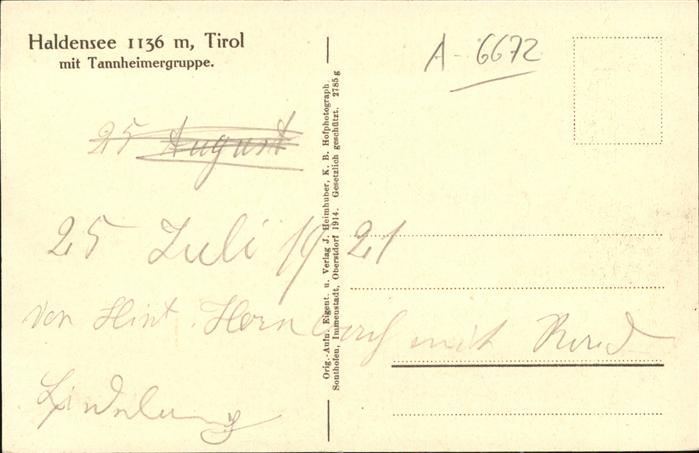 Haldensee 1136 m, Tirol
mit Tannheimergruppe.
A-6672
25 August
25 Juli 1921
von Hint. Hornbach mit
Orig.-Aufn. Eigent. u. Verlag J. Heimhuber, K. B. Hofphotograph
Sonthofen, Immenstadt, Oberstdorf 1914. Gesetzlich geschützt. 2785 g